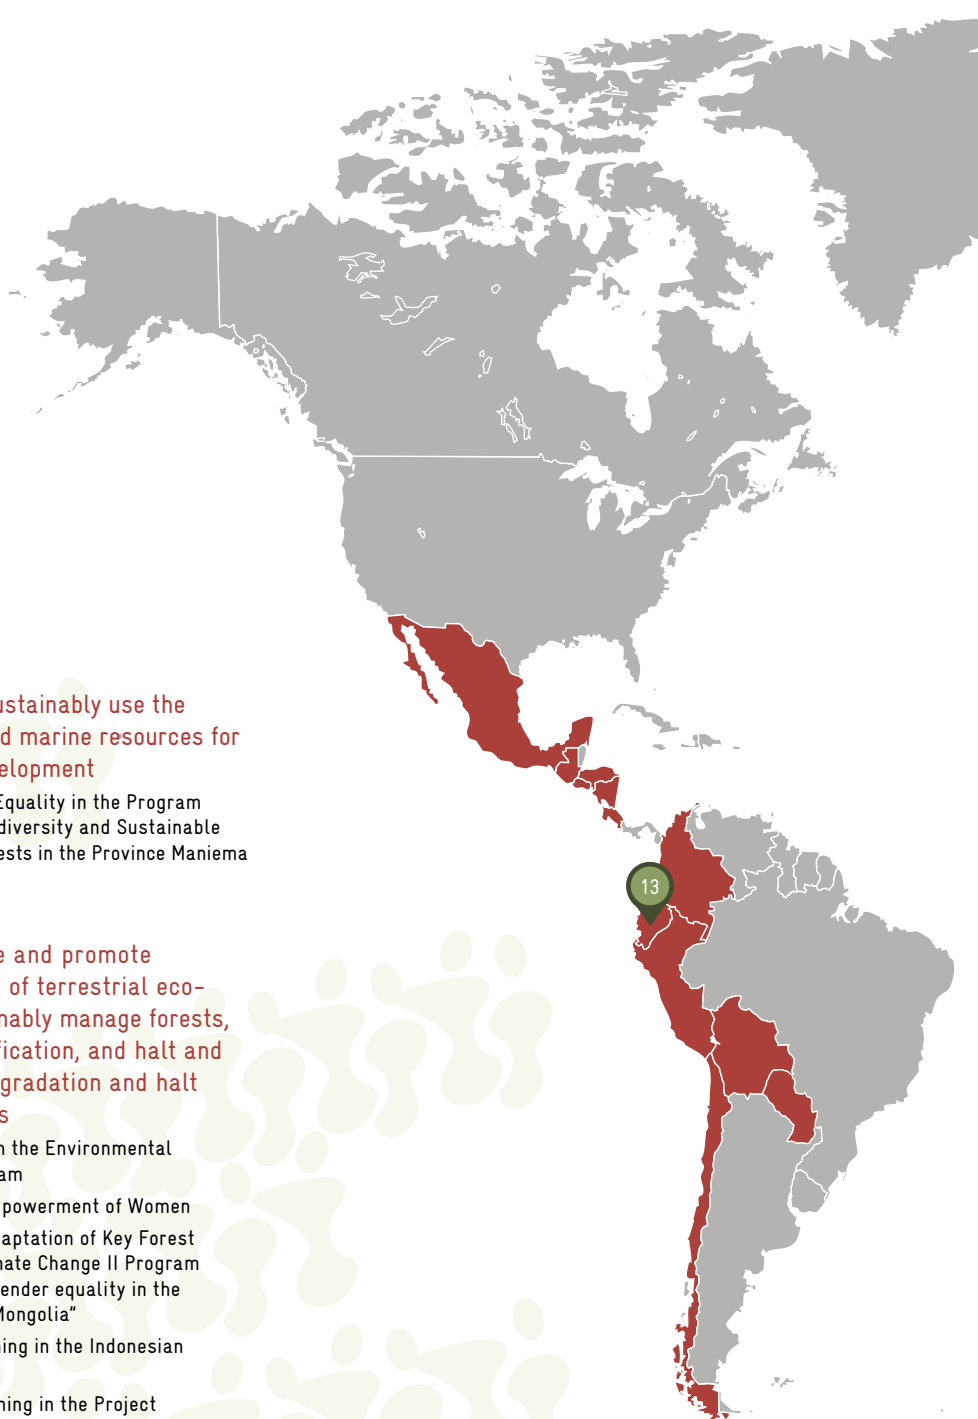 ustainably use the
d marine resources for
elopment
Equality in the Program
diversity and Sustainable
ests in the Province Maniema
13
e and promote
of terrestrial eco-
nably manage forests,
fication, and halt and
gradation and halt
s
n the Environmental
am
powerment of Women
aptation of Key Forest
nate Change II Program
ender equality in the
Mongolia”
ning in the Indonesian
ning in the Project